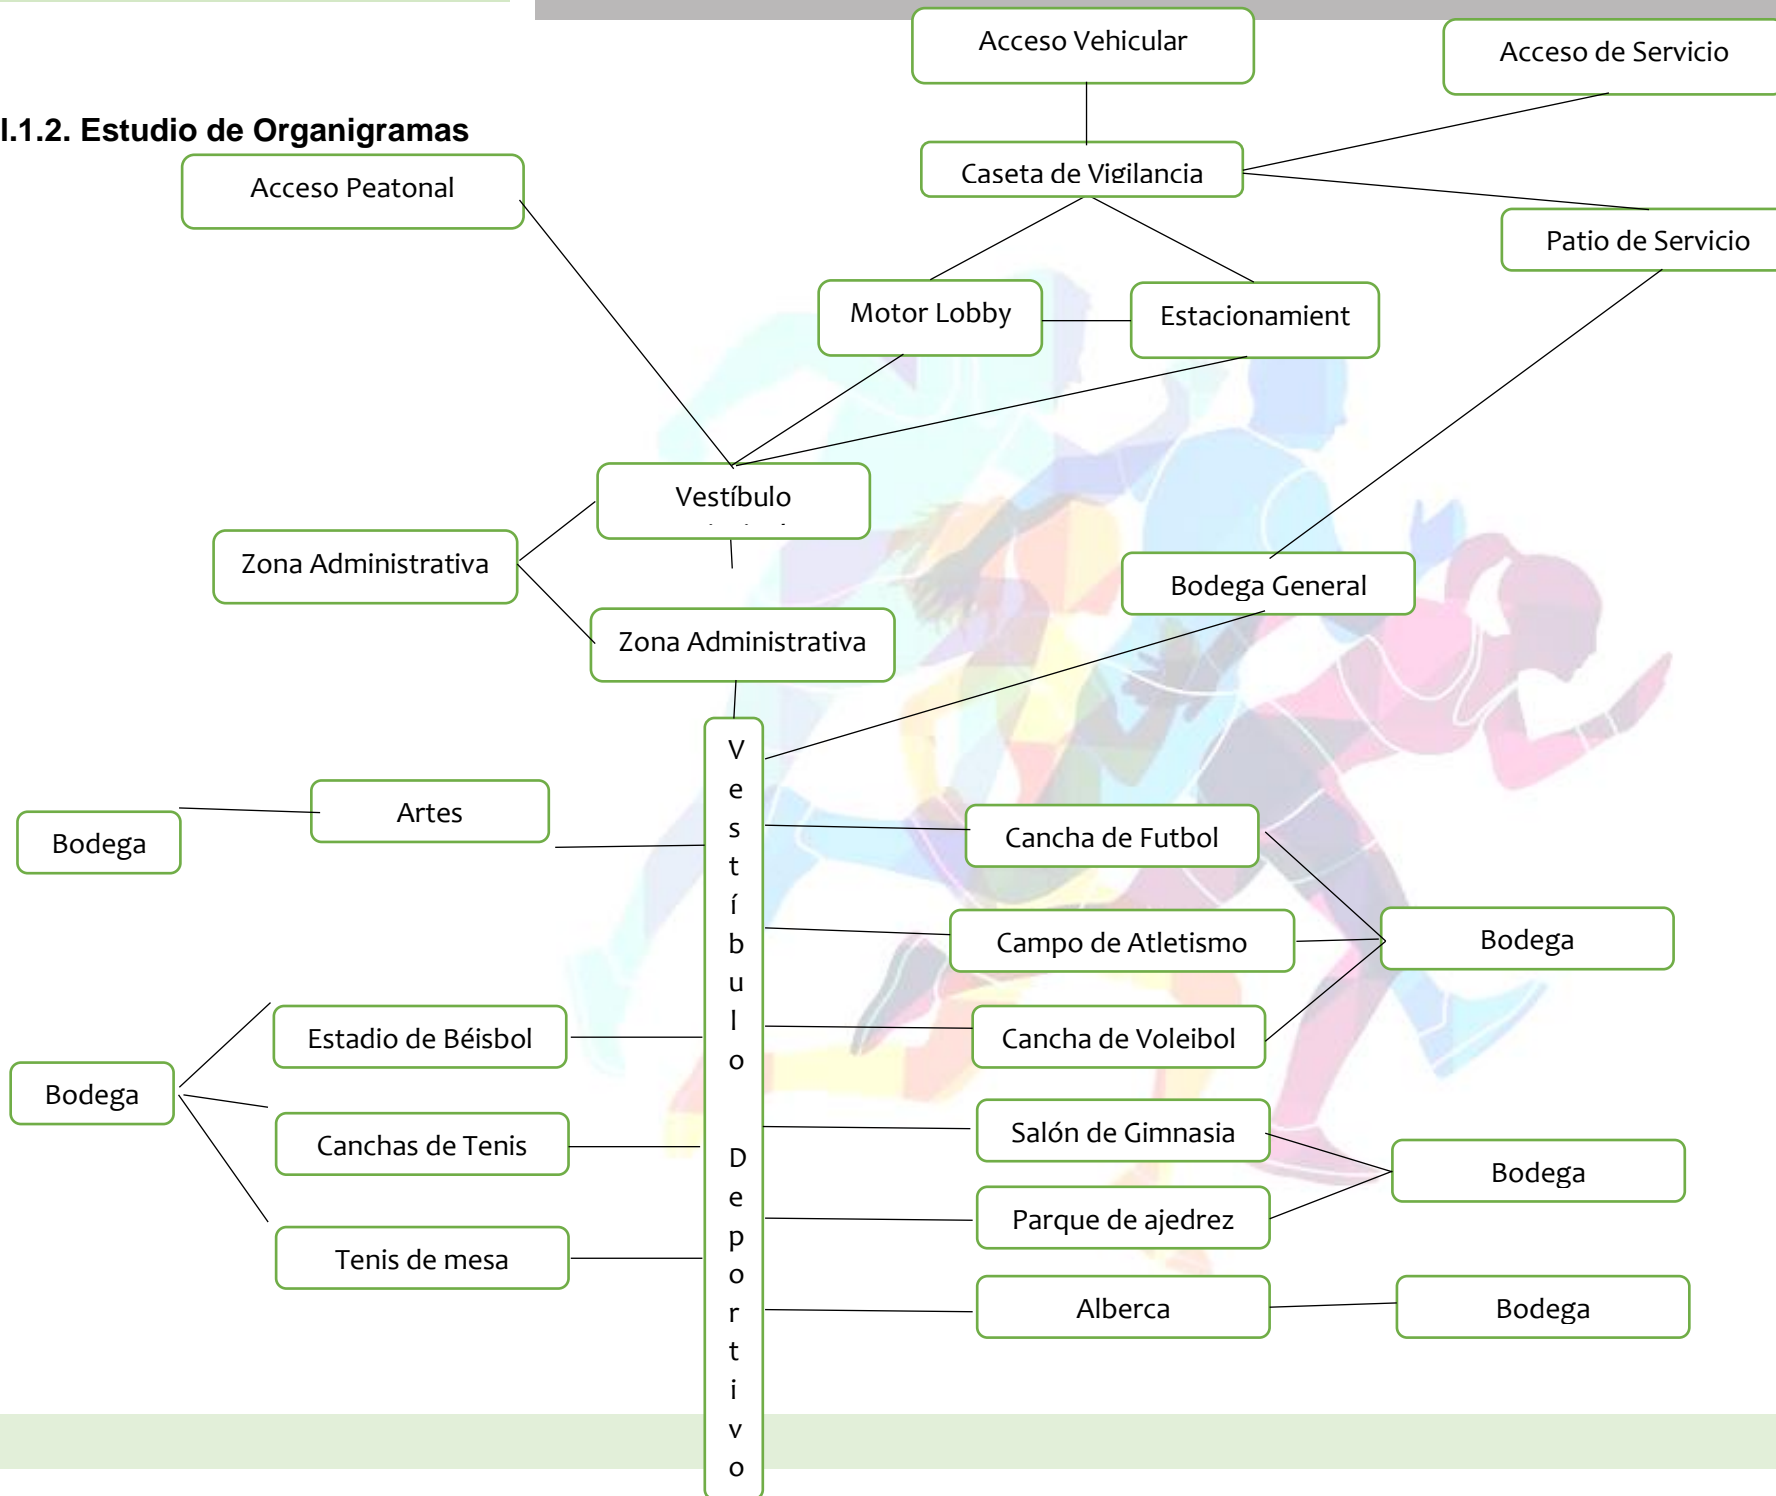 Acceso Vehicular
Acceso de Servicio
I.1.2. Estudio de Organigramas
Caseta de Vigilancia
Acceso Peatonal
Patio de Servicio
Motor Lobby
Estacionamient
Vestíbulo
Zona Administrativa
Bodega General
Zona Administrativa
Vestíbulo Deportivo
Artes
Bodega
Cancha de Futbol
Campo de Atletismo
Bodega
Estadio de Béisbol
Cancha de Voleibol
Bodega
Canchas de Tenis
Salón de Gimnasia
Bodega
Parque de ajedrez
Tenis de mesa
Alberca
Bodega